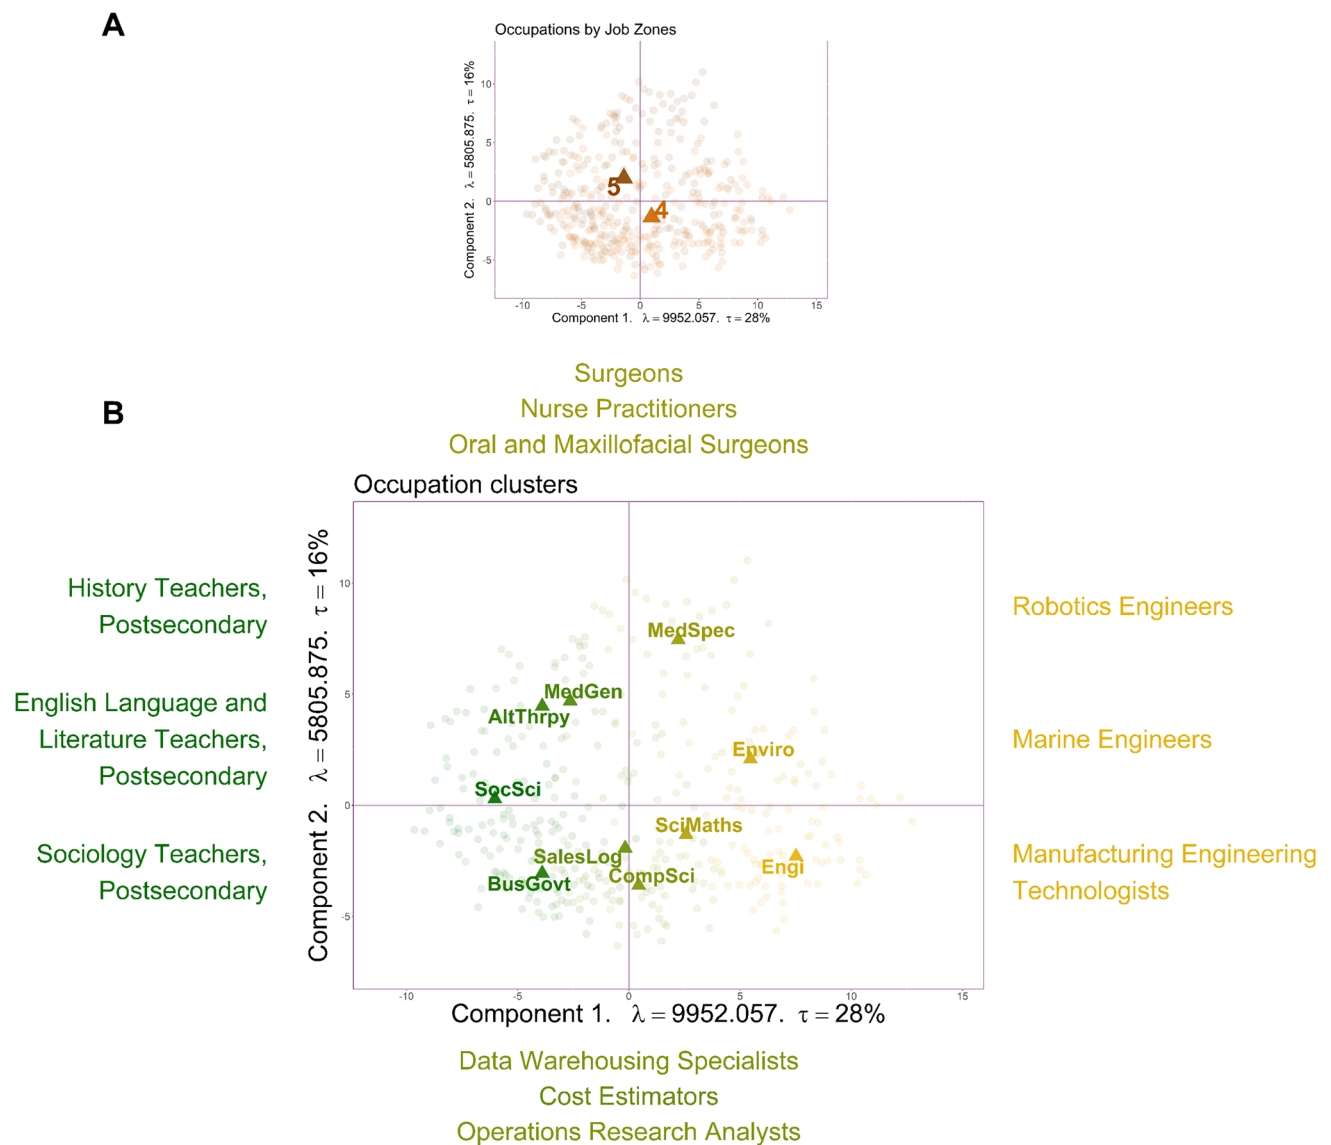 A
Occupations by Job Zones
Component 2. λ = 5805.875. τ = 16%
10
5
0
-5
5
4
-10
-5
0
5
10
15
Component 1. λ = 9952.057. τ = 28%
B
Surgeons
Nurse Practitioners
Oral and Maxillofacial Surgeons
Occupation clusters
History Teachers,
Postsecondary
English Language and
Literature Teachers,
Postsecondary
Sociology Teachers,
Postsecondary
Component 2. λ = 5805.875. τ = 16%
10
5
0
-5
MedSpec
MedGen
AltThrpy
Enviro
SocSci
SciMaths
SalesLog
Engi
CompSci
BusGovt
-10
-5
0
5
10
15
Component 1. λ = 9952.057. τ = 28%
Robotics Engineers
Marine Engineers
Manufacturing Engineering
Technologists
Data Warehousing Specialists
Cost Estimators
Operations Research Analysts